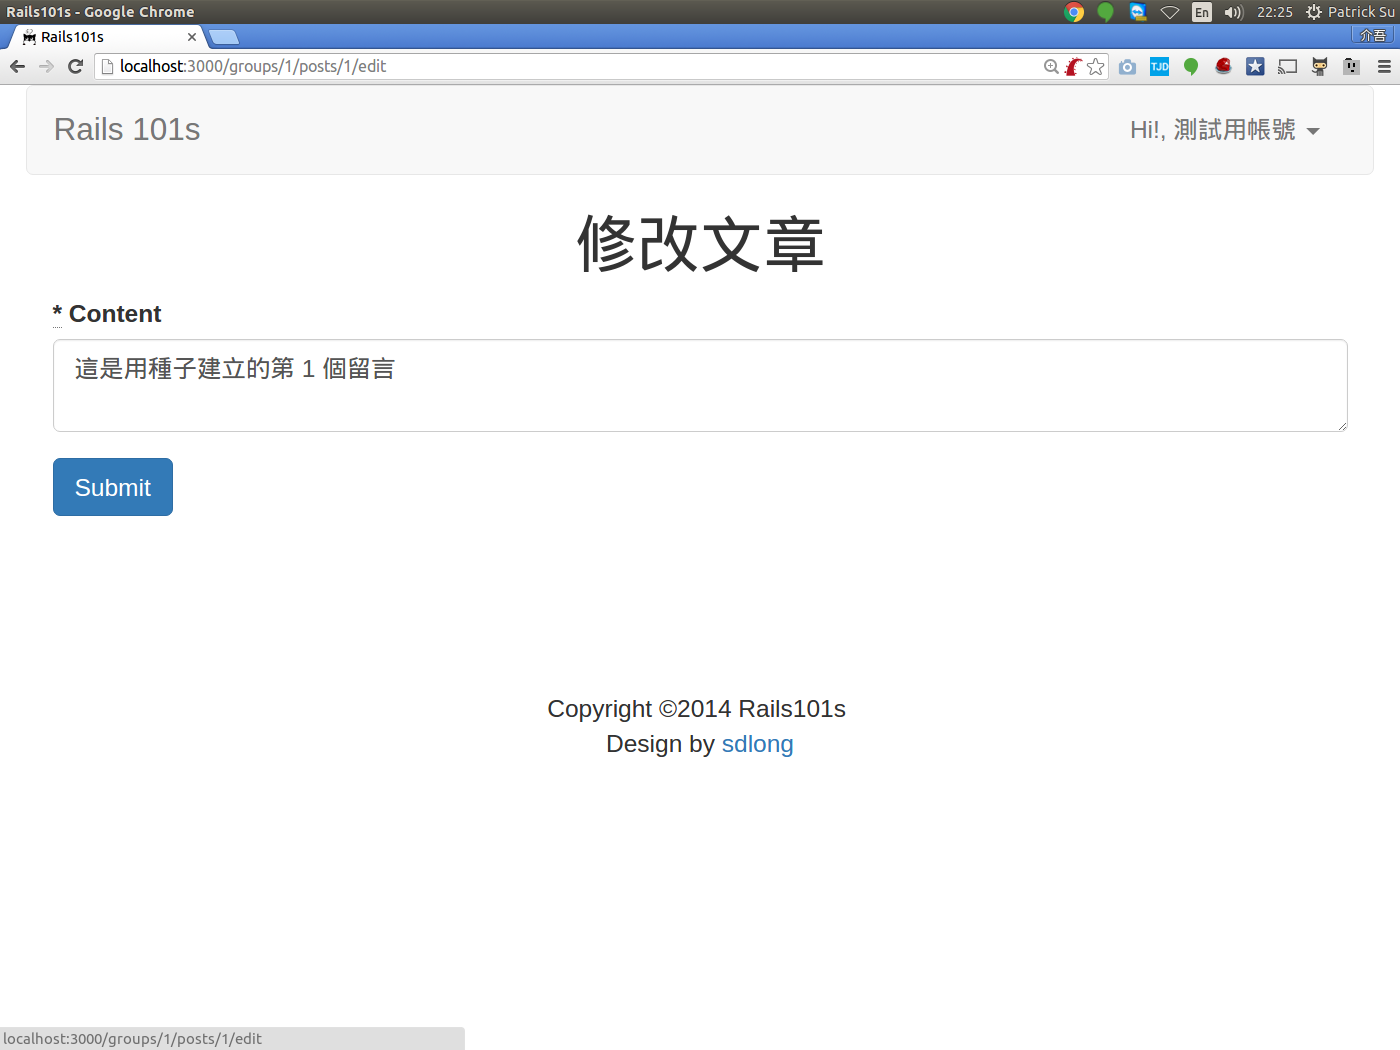 Rails101s - Google Chrome
En
22:25
Patrick Su
Rails101s
介吾
localhost:3000/groups/1/posts/1/edit
TJD
Rails 101s
Hi!, 測試用帳號
修改文章
* Content
這是用種子建立的第 1 個留言
Submit
Copyright ©2014 Rails101s
Design by sdlong
localhost:3000/groups/1/posts/1/edit